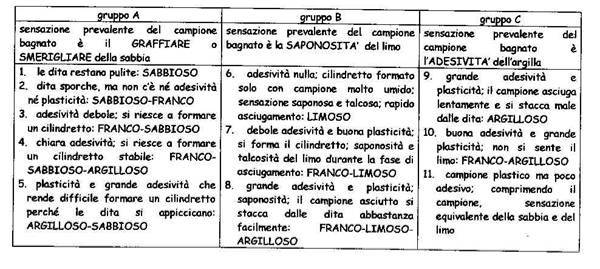 gruppo A
sensazione prevalente del campione
bagnato è il GRAFFIARE o
SMERIGLIARE della sabbia
1. le dita restano pulite: SABBIOSO
2. dita sporche, ma non c'è né adesività
né plasticità: SABBIOSO-FRANCO
3. adesività debole; si riesce a formare
un cilindretto: FRANCO-SABBIOSO
4. chiara adesività; si riesce a formare
un cilindretto stabile: FRANCO-
SABBIOSO-ARGILLOSO
5. plasticità e grande adesività che
rende difficile formare un cilindretto
perché le dita si appiccicano:
ARGILLOSO-SABBIOSO
gruppo B
sensazione prevalente del campione
bagnato è la SAPONOSITA' del limo
6. adesività nulla; cilindretto formato
solo con campione molto umido;
sensazione saponosa e talcosa; rapido
asciugamento: LIMOSO
7. debole adesività e buona plasticità;
si forma il cilindretto; saponosità e
talcosità del limo durante la fase di
asciugamento: FRANCO-LIMOSO
8. grande adesività e plasticità;
saponosità; il campione asciutto si
stacca dalle dita abbastanza
facilmente: FRANCO-LIMOSO-
ARGILLOSO
gruppo C
sensazione prevalente del
campione bagnato è
l'ADESIVITA' dell'argilla
9. grande adesività e
plasticità; il campione asciuga
lentamente e si stacca male
dalle dita: ARGILLOSO
10. buona adesività e grande
plasticità; non si sente il
limo: FRANCO-ARGILLOSO
11. campione plastico ma poco
adesivo; comprimendo il
campione, sensazione
equivalente della sabbia e del
limo